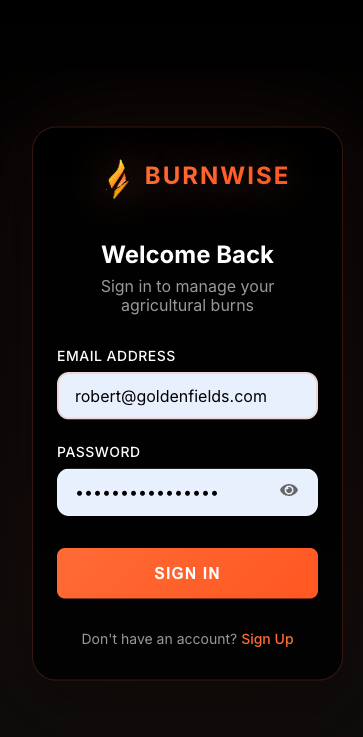 BURNWISE
Welcome Back
Sign in to manage your
agricultural burns
EMAIL ADDRESS
robert@goldenfields.com
PASSWORD
••••••••••••••••
SIGN IN
Don't have an account? Sign Up